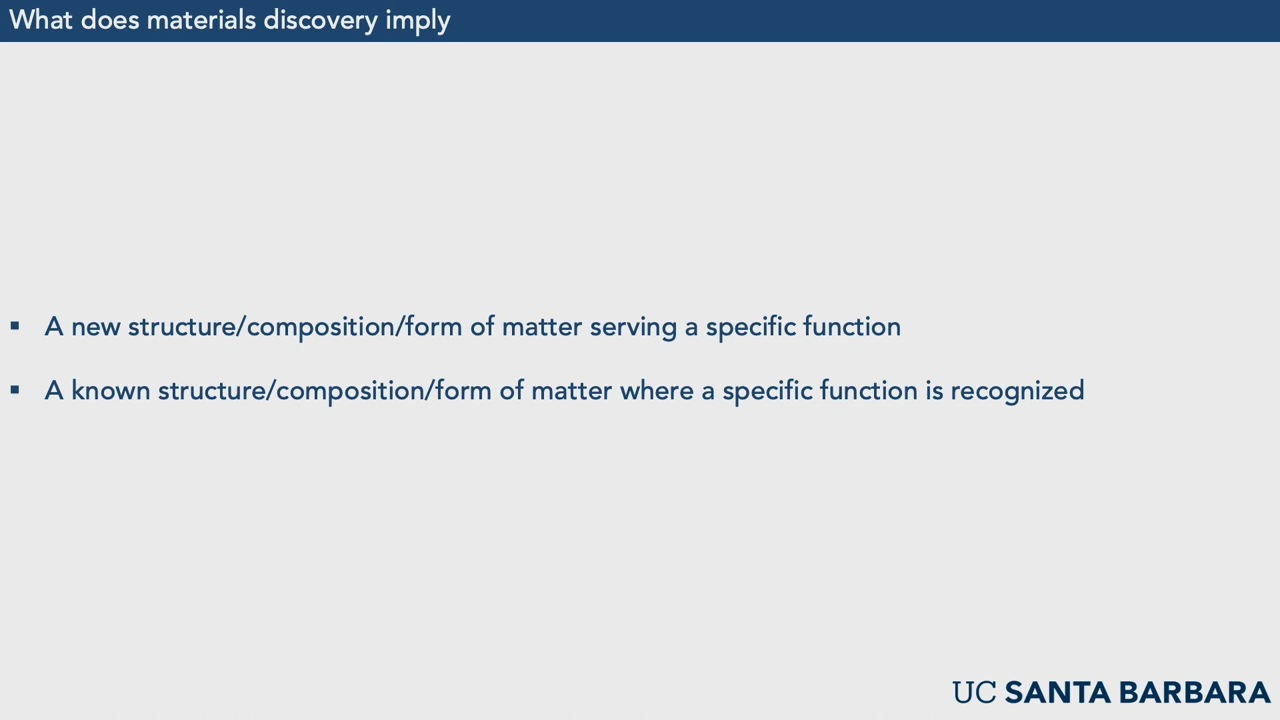 What does materials discovery imply
▪ A new structure/composition/form of matter serving a specific function
▪ A known structure/composition/form of matter where a specific function is recognized
UC SANTA BARBARA